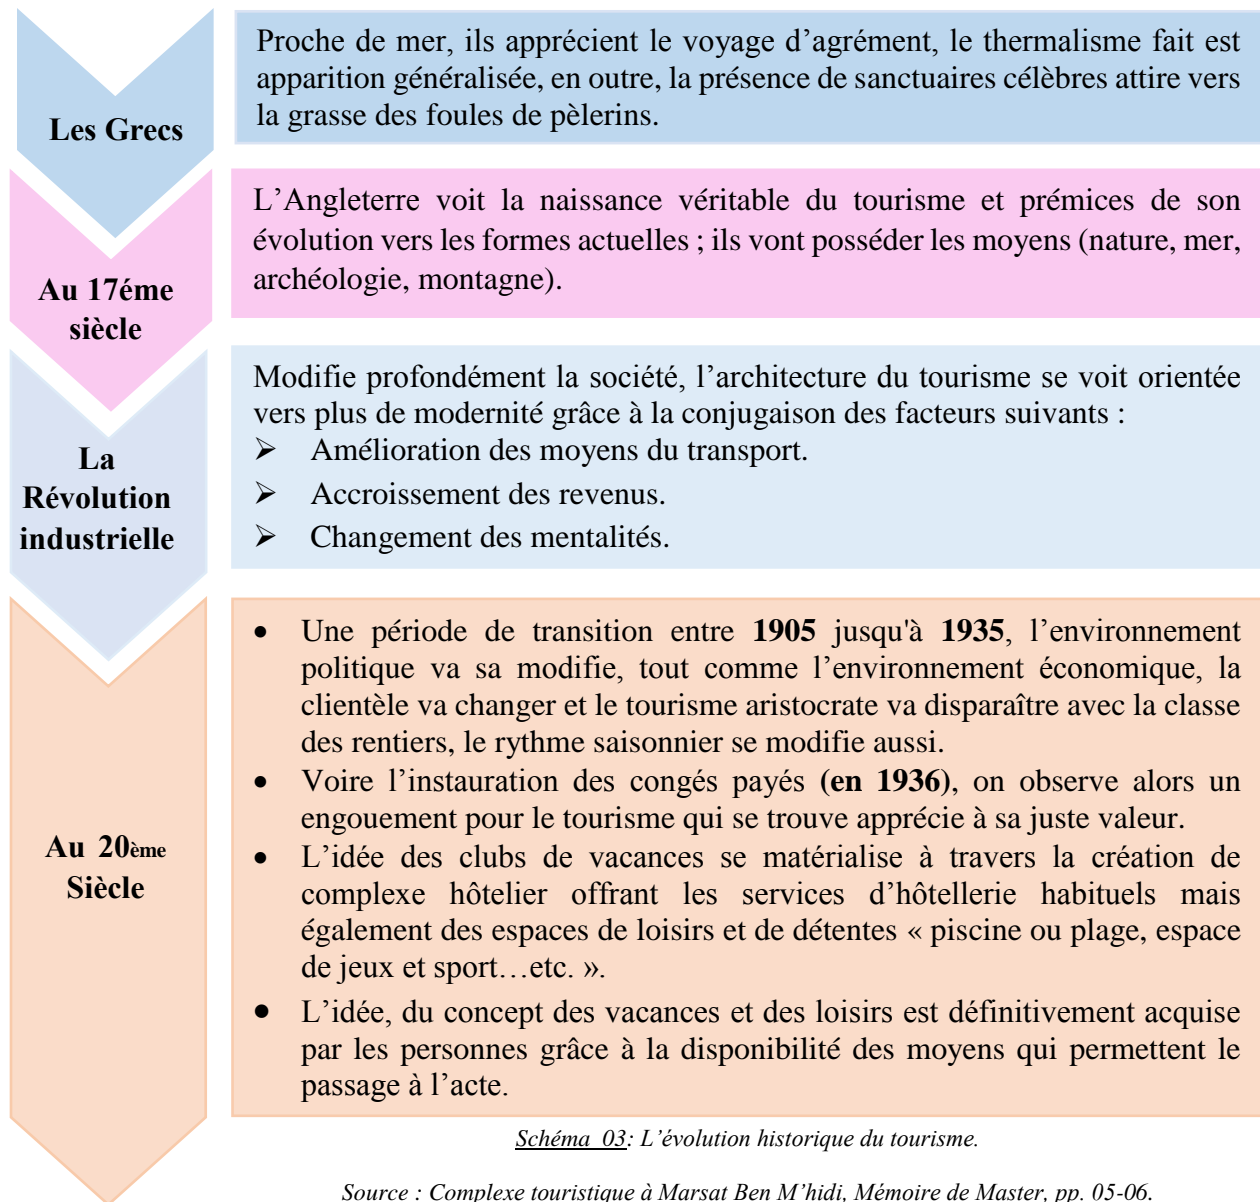 Les Grecs
Proche de mer, ils apprécient le voyage d’agrément, le thermalisme fait est
apparition généralisée, en outre, la présence de sanctuaires célèbres attire vers
la grasse des foules de pèlerins.
Au 17éme
siècle
L’Angleterre voit la naissance véritable du tourisme et prémices de son
évolution vers les formes actuelles ; ils vont posséder les moyens (nature, mer,
archéologie, montagne).
La
Révolution
industrielle
Modifie profondément la société, l’architecture du tourisme se voit orientée
vers plus de modernité grâce à la conjugaison des facteurs suivants :
➢ Amélioration des moyens du transport.
➢ Accroissement des revenus.
➢ Changement des mentalités.
Au 20ème
Siècle
• Une période de transition entre 1905 jusqu'à 1935, l’environnement
politique va sa modifie, tout comme l’environnement économique, la
clientèle va changer et le tourisme aristocrate va disparaître avec la classe
des rentiers, le rythme saisonnier se modifie aussi.
• Voire l’instauration des congés payés (en 1936), on observe alors un
engouement pour le tourisme qui se trouve apprécie à sa juste valeur.
• L’idée des clubs de vacances se matérialise à travers la création de
complexe hôtelier offrant les services d’hôtellerie habituels mais
également des espaces de loisirs et de détentes « piscine ou plage, espace
de jeux et sport…etc. ».
• L’idée, du concept des vacances et des loisirs est définitivement acquise
par les personnes grâce à la disponibilité des moyens qui permettent le
passage à l’acte.
Schéma 03: L’évolution historique du tourisme.
Source : Complexe touristique à Marsat Ben M’hidi, Mémoire de Master, pp. 05-06.